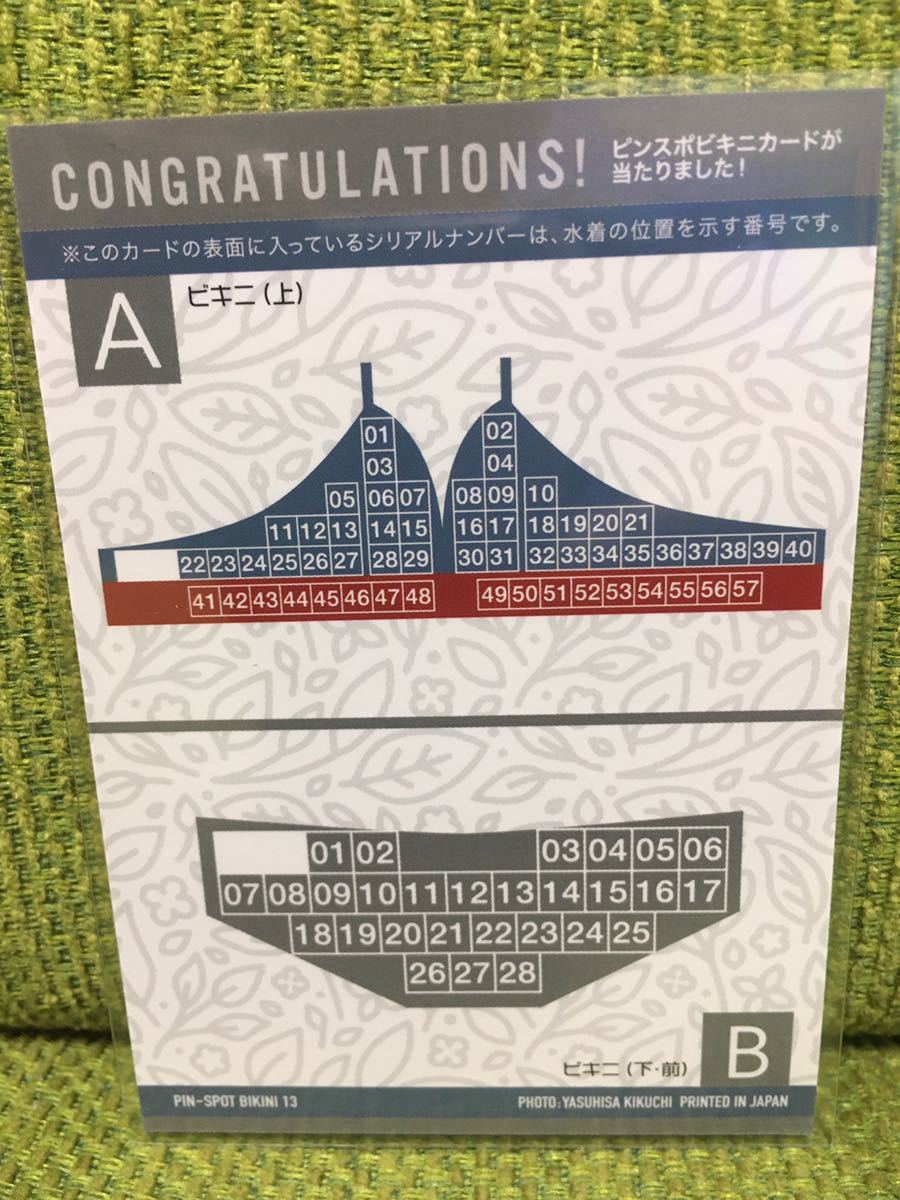 CONGRATULATIONS!
ピンスポビキニカードが
当たりました!
※このカードの表面に入っているシリアルナンバーは、水着の位置を示す番号です。
A
ビキニ(上)
01 02
03 04
05 06 07 08 09 10
11 12 13 14 15 16 17 18 19 20 21
22 23 24 25 26 27 28 29 30 31 32 33 34 35 36 37 38 39 40
41 42 43 44 45 46 47 48 49 50 51 52 53 54 55 56 57
01 02 03 04 05 06
07 08 09 10 11 12 13 14 15 16 17
18 19 20 21 22 23 24 25
26 27 28
ビキニ(下・前)
B
PIN-SPOT BIKINI 13
PHOTO:YASUHISA KIKUCHI PRINTED IN JAPAN